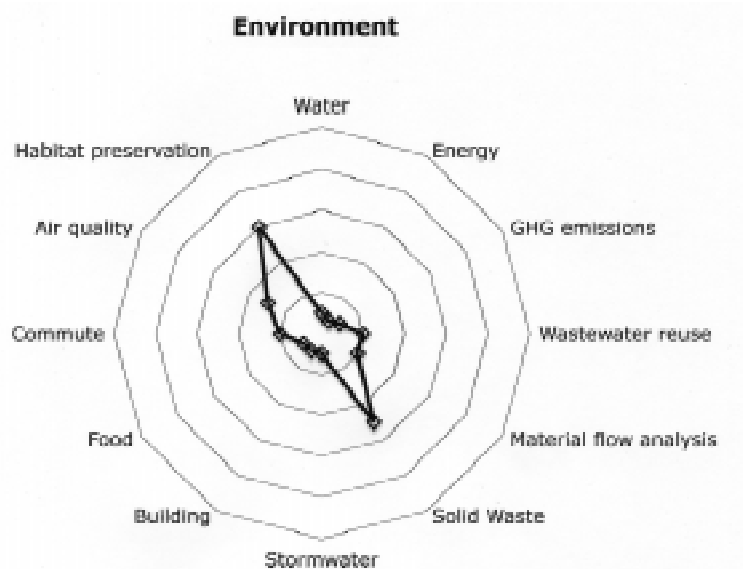 Environment
Water
Habitat preservation
Energy
Air quality
GHG emissions
Commute
Wastewater reuse
Food
Material flow analysis
Building
Solid Waste
Stormwater